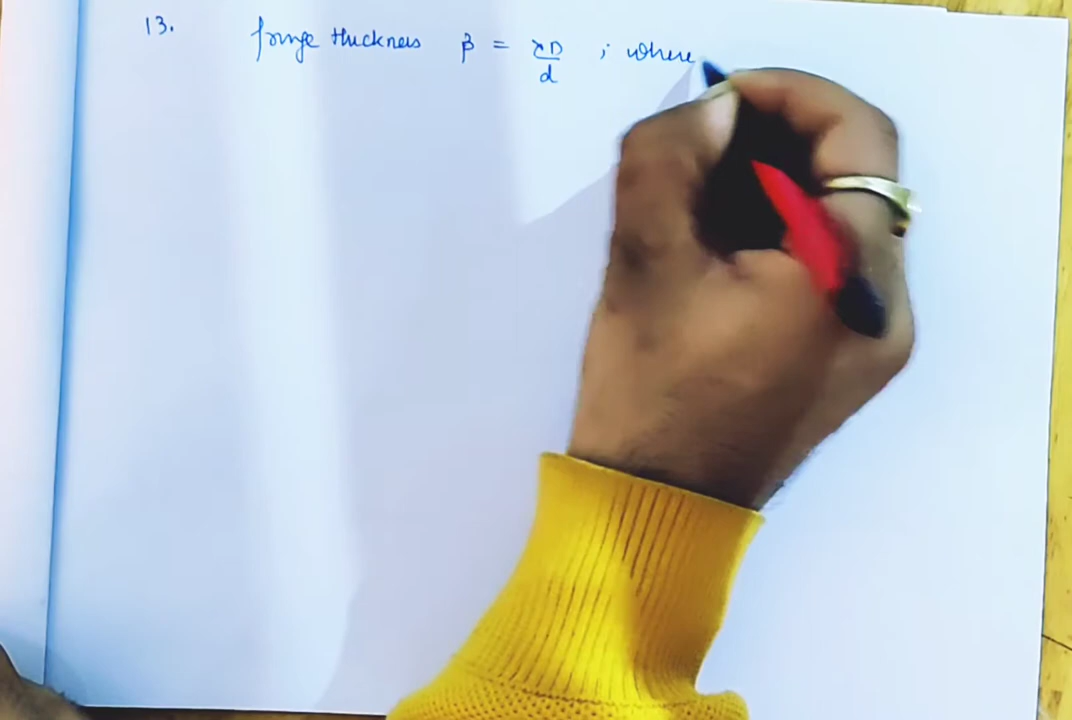 13. fringe thickness β = λD/d ; where